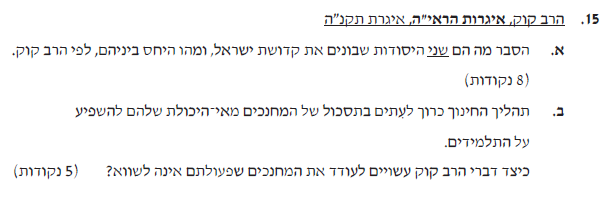 15. הרב קוק, איגרות הראי״ה, איגרת תקנ״ה
א. הסבר מה הם שני היסודות שבונים את קדושת ישראל, ומהו היחס ביניהם, לפי הרב קוק.
(8 נקודות)
ב. תהליך החינוך כרוך לעִתים בתסכול של המחנכים מאי־היכולת שלהם להשפיע
על התלמידים.
כיצד דברי הרב קוק עשויים לעודד את המחנכים שפעולתם אינה לשווא? (5 נקודות)